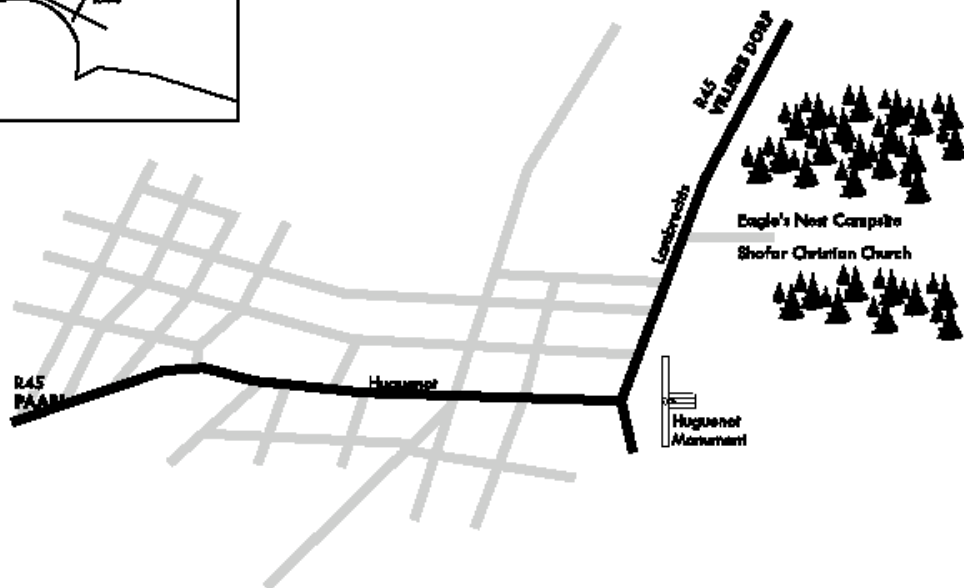 R45
VILLIERS DORP
Lambrechts
Eagle's Nest Campsite
Shofar Christian Church
R45
PAARL
Huguenot
Huguenot
Monument